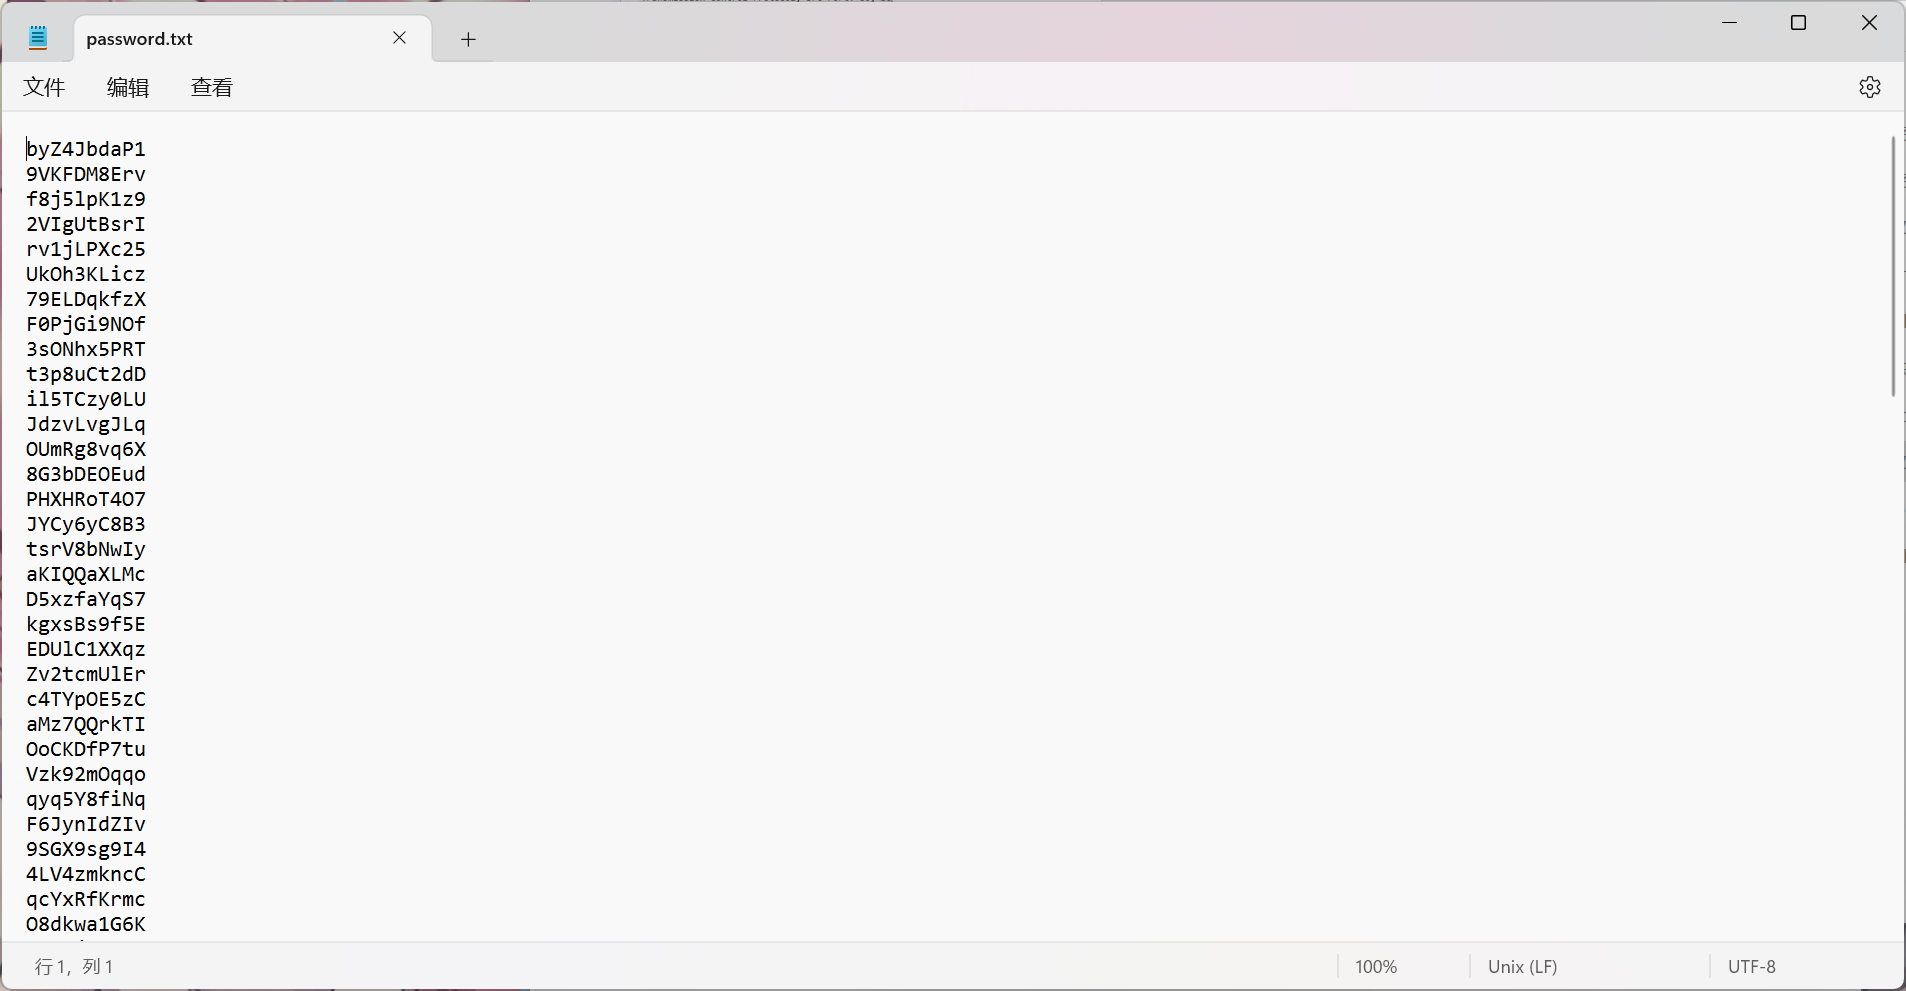 password.txt
文件 编辑 查看
byZ4JbdaP1
9VKFDM8Erv
f8j5lpK1z9
2VIgUtBsrI
rv1jLPXc25
UkOh3KLicz
79ELDqkfzX
F0PjGi9NOf
3sONhx5PRT
t3p8uCt2dD
il5TCzy0LU
JdzvLvgJLq
OUmRg8vq6X
8G3bDEOEud
PHXHRoT4O7
JYCy6yC8B3
tsrV8bNwIy
aKIQQaXLMc
D5xzfaYqS7
kgxsBs9f5E
EDUlC1XXqz
Zv2tcmUlEr
c4TYpOE5zC
aMz7QQrkTI
OoCKDfP7tu
Vzk92mOqqo
qyq5Y8fiNq
F6JynIdZIv
9SGX9sg9I4
4LV4zmkncC
qcYxRfKrmc
O8dkwa1G6K
行 1，列 1 100% Unix (LF) UTF-8